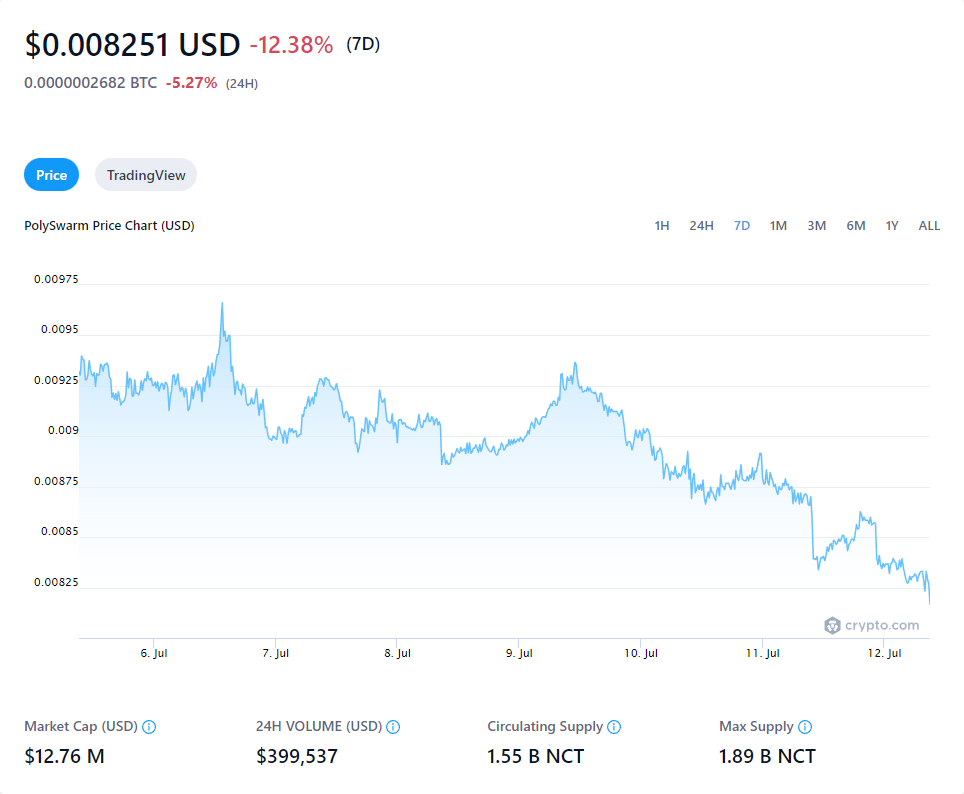 $0.008251 USD -12.38% (7D)
0.0000002682 BTC -5.27% (24H)
Price TradingView
PolySwarm Price Chart (USD) 1H 24H 7D 1M 3M 6M 1Y ALL
0.00975
0.0095
0.00925
0.009
0.00875
0.0085
0.00825
crypto.com
6. Jul 7. Jul 8. Jul 9. Jul 10. Jul 11. Jul 12. Jul
Market Cap (USD) 24H VOLUME (USD) Circulating Supply Max Supply
$12.76 M $399,537 1.55 B NCT 1.89 B NCT